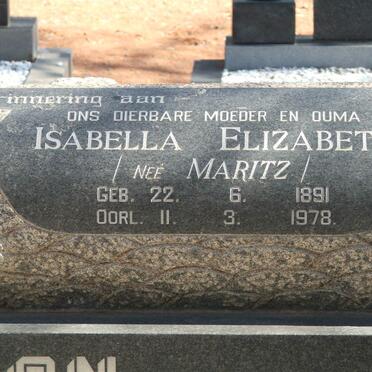 innering aan
ONS DIERBARE MOEDER EN OUMA
ISABELLA ELIZABET
/ NEÉ MARITZ /
GEB. 22. 6. 1891
OORL. 11. 3. 1978.